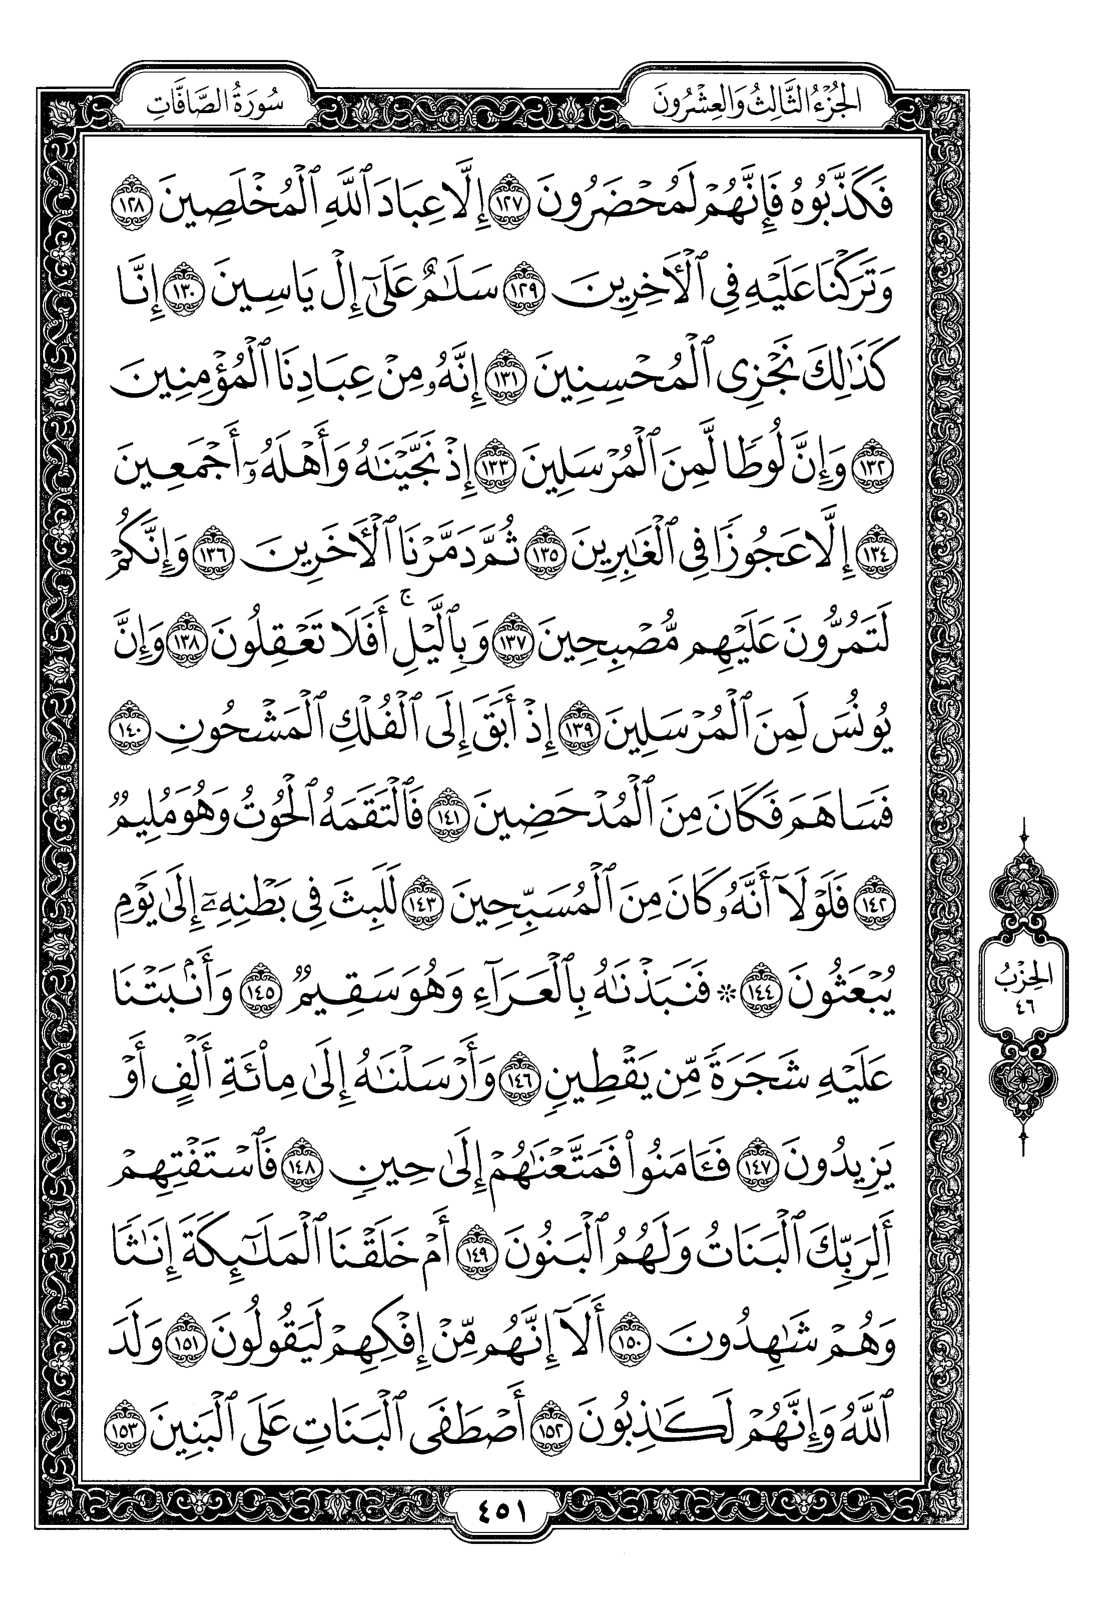 الجُزْءُ الثَّالِثُ وَالعِشْرُونَ
سُورَةُ الصَّافَّاتِ
فَكَذَّبُوهُ فَإِنَّهُمْ لَمُحْضَرُونَ ١٢٧ إِلَّا عِبَادَ ٱللَّهِ ٱلْمُخْلَصِينَ ١٢٨
وَتَرَكْنَا عَلَيْهِ فِى ٱلْءَاخِرِينَ ١٢٩ سَلَٰمٌ عَلَىٰٓ إِلْ يَاسِينَ ١٣٠ إِنَّا
كَذَٰلِكَ نَجْزِى ٱلْمُحْسِنِينَ ١٣١ إِنَّهُۥ مِنْ عِبَادِنَا ٱلْمُؤْمِنِينَ
١٣٢ وَإِنَّ لُوطًا لَّمِنَ ٱلْمُرْسَلِينَ ١٣٣ إِذْ نَجَّيْنَٰهُ وَأَهْلَهُۥٓ أَجْمَعِينَ
١٣٤ إِلَّا عَجُوزًا فِى ٱلْغَٰبِرِينَ ١٣٥ ثُمَّ دَمَّرْنَا ٱلْءَاخَرِينَ ١٣٦ وَإِنَّكُمْ
لَتَمُرُّونَ عَلَيْهِم مُّصْبِحِينَ ١٣٧ وَبِٱلَّيْلِ ۚ أَفَلَا تَعْقِلُونَ ١٣٨ وَإِنَّ
يُونُسَ لَمِنَ ٱلْمُرْسَلِينَ ١٣٩ إِذْ أَبَقَ إِلَى ٱلْفُلْكِ ٱلْمَشْحُونِ ١٤٠
فَسَاهَمَ فَكَانَ مِنَ ٱلْمُدْحَضِينَ ١٤١ فَٱلْتَقَمَهُ ٱلْحُوتُ وَهُوَ مُلِيمٌ
١٤٢ فَلَوْلَآ أَنَّهُۥ كَانَ مِنَ ٱلْمُسَبِّحِينَ ١٤٣ لَلَبِثَ فِى بَطْنِهِۦٓ إِلَىٰ يَوْمِ
يُبْعَثُونَ ١٤٤ ۞ فَنَبَذْنَٰهُ بِٱلْعَرَآءِ وَهُوَ سَقِيمٌ ١٤٥ وَأَنۢبَتْنَا
عَلَيْهِ شَجَرَةً مِّن يَقْطِينٍ ١٤٦ وَأَرْسَلْنَٰهُ إِلَىٰ مِا۟ئَةِ أَلْفٍ أَوْ
يَزِيدُونَ ١٤٧ فَـَٔامَنُوا۟ فَمَتَّعْنَٰهُمْ إِلَىٰ حِينٍ ١٤٨ فَٱسْتَفْتِهِمْ
أَلِرَبِّكَ ٱلْبَنَاتُ وَلَهُمُ ٱلْبَنُونَ ١٤٩ أَمْ خَلَقْنَا ٱلْمَلَٰٓئِكَةَ إِنَٰثًا
وَهُمْ شَٰهِدُونَ ١٥٠ أَلَآ إِنَّهُم مِّنْ إِفْكِهِمْ لَيَقُولُونَ ١٥١ وَلَدَ
ٱللَّهُ وَإِنَّهُمْ لَكَٰذِبُونَ ١٥٢ أَصْطَفَى ٱلْبَنَاتِ عَلَى ٱلْبَنِينَ ١٥٣
الحِزْبُ
٤٦
٤٥١